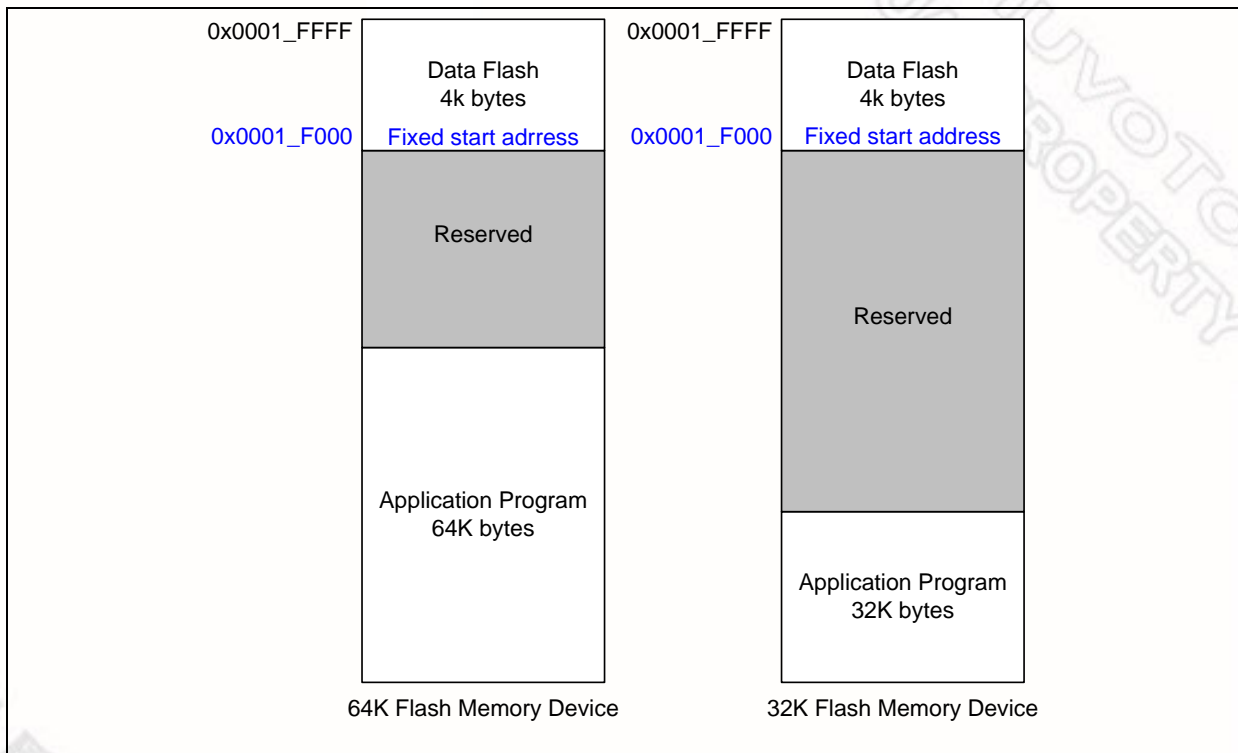 0x0001_FFFF
Data Flash
4k bytes
0x0001_F000
Fixed start adrress
Reserved
Application Program
64K bytes
64K Flash Memory Device
0x0001_FFFF
Data Flash
4k bytes
0x0001_F000
Fixed start address
Reserved
Application Program
32K bytes
32K Flash Memory Device
PROPERTY